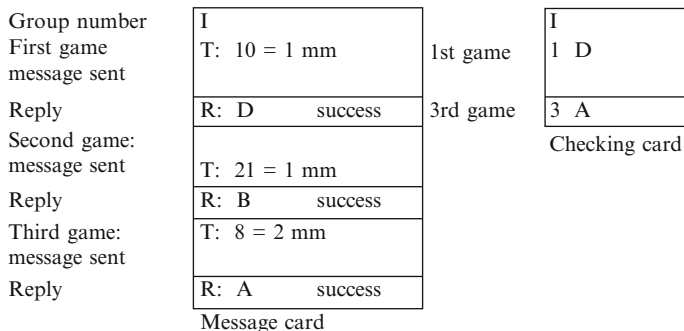 Group number I I
First game T: 10 = 1 mm 1st game 1 D
message sent
Reply R: D success 3rd game 3 A
Second game: Checking card
message sent T: 21 = 1 mm
Reply R: B success
Third game: T: 8 = 2 mm
message sent
Reply R: A success
Message card